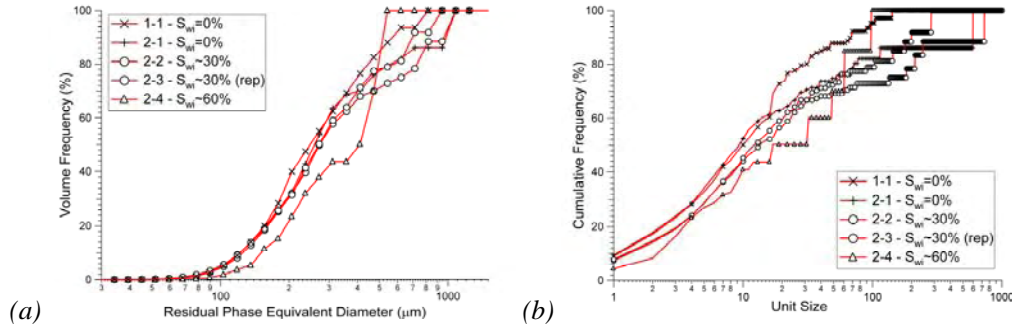 1-1 - Swi=0%
2-1 - Swi=0%
2-2 - Swi~30%
2-3 - Swi~30% (rep)
2-4 - Swi~60%
Volume Frequency (%)
100
80
60
40
20
0
3 4 5 6 7 8 9 100 2 3 4 5 6 7 8 9 1000
Residual Phase Equivalent Diameter (μm)
(a)
1-1 - Swi=0%
2-1 - Swi=0%
2-2 - Swi~30%
2-3 - Swi~30% (rep)
2-4 - Swi~60%
Cumulative Frequency (%)
100
80
60
40
20
0
1 2 3 4 5 6 7 8 10 2 3 4 5 6 7 8 100 2 3 4 5 6 7 8 1000
Unit Size
(b)